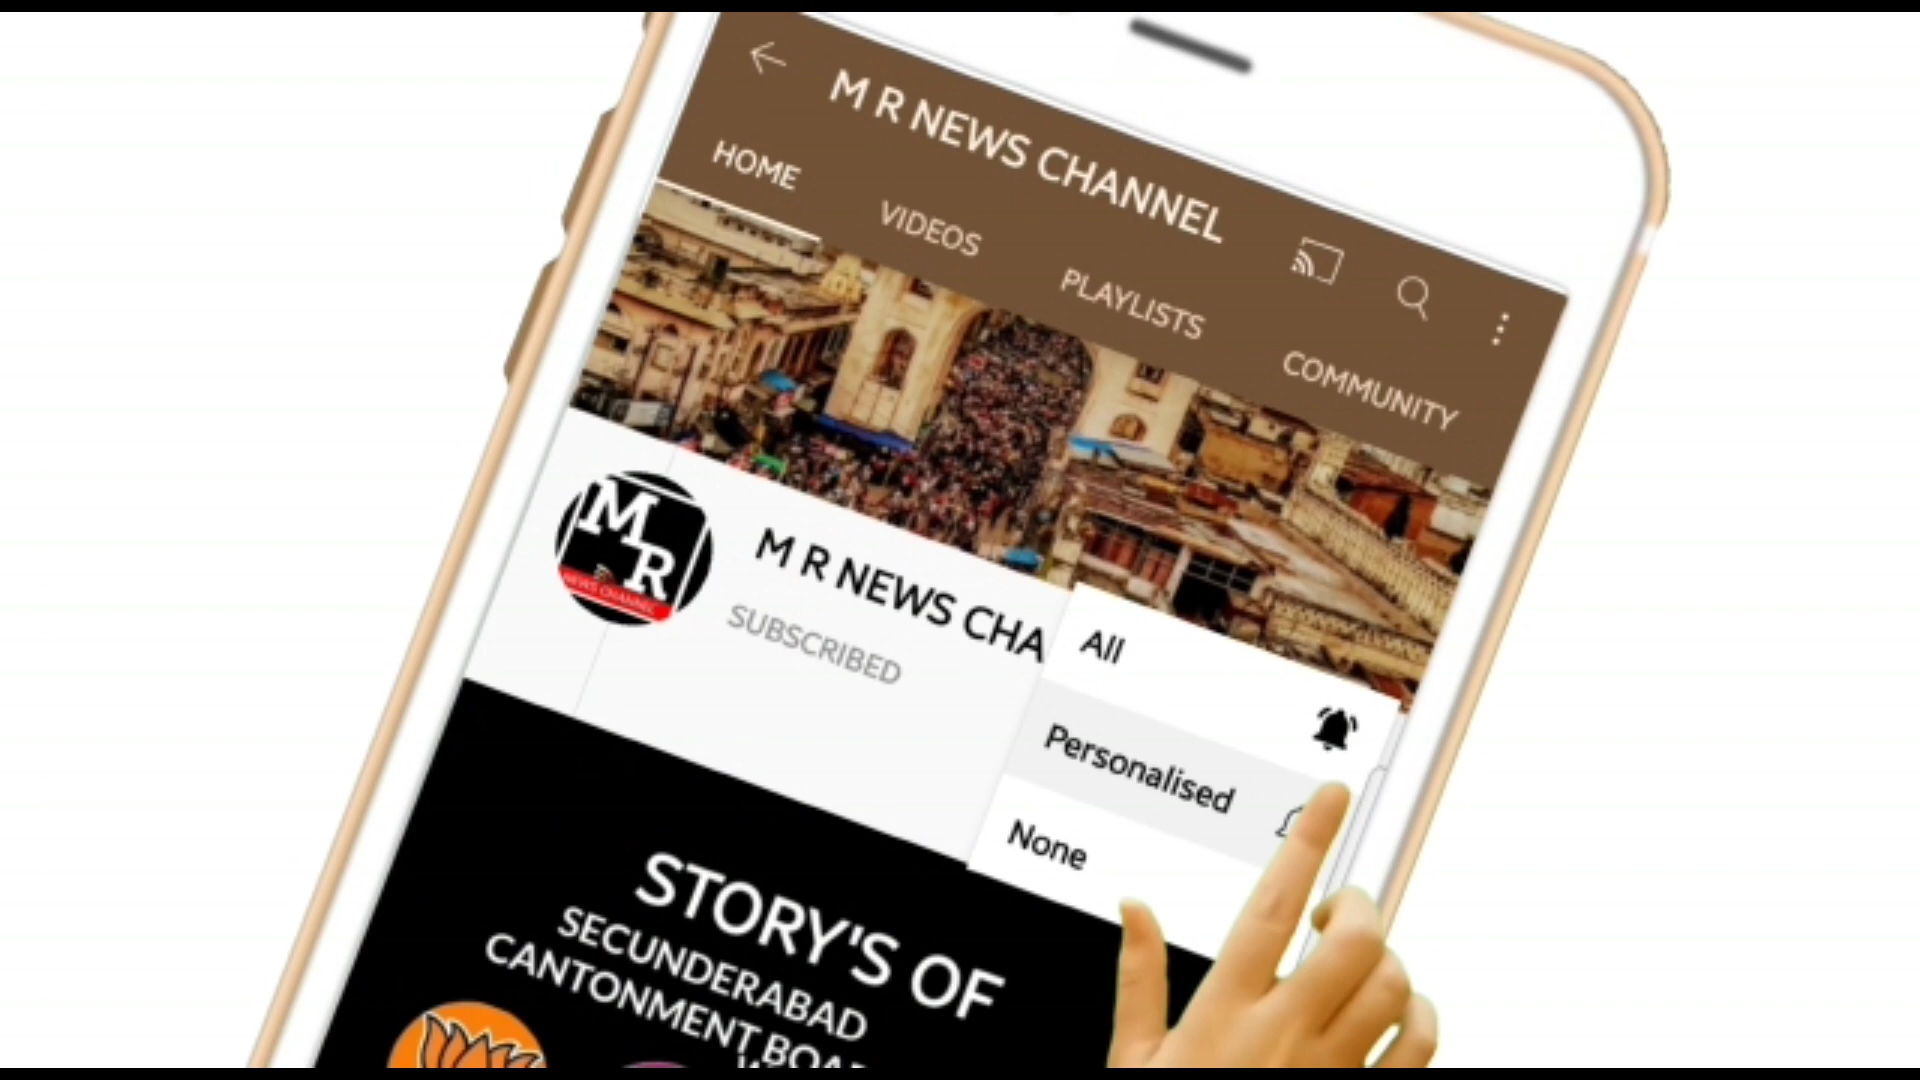 M R NEWS CHANNEL
HOME
VIDEOS
PLAYLISTS
COMMUNITY
M
R
NEWS CHANNEL
M R NEWS CHA
SUBSCRIBED
All
Personalised
None
STORY'S OF
SECUNDERABAD
CANTONMENT BOA